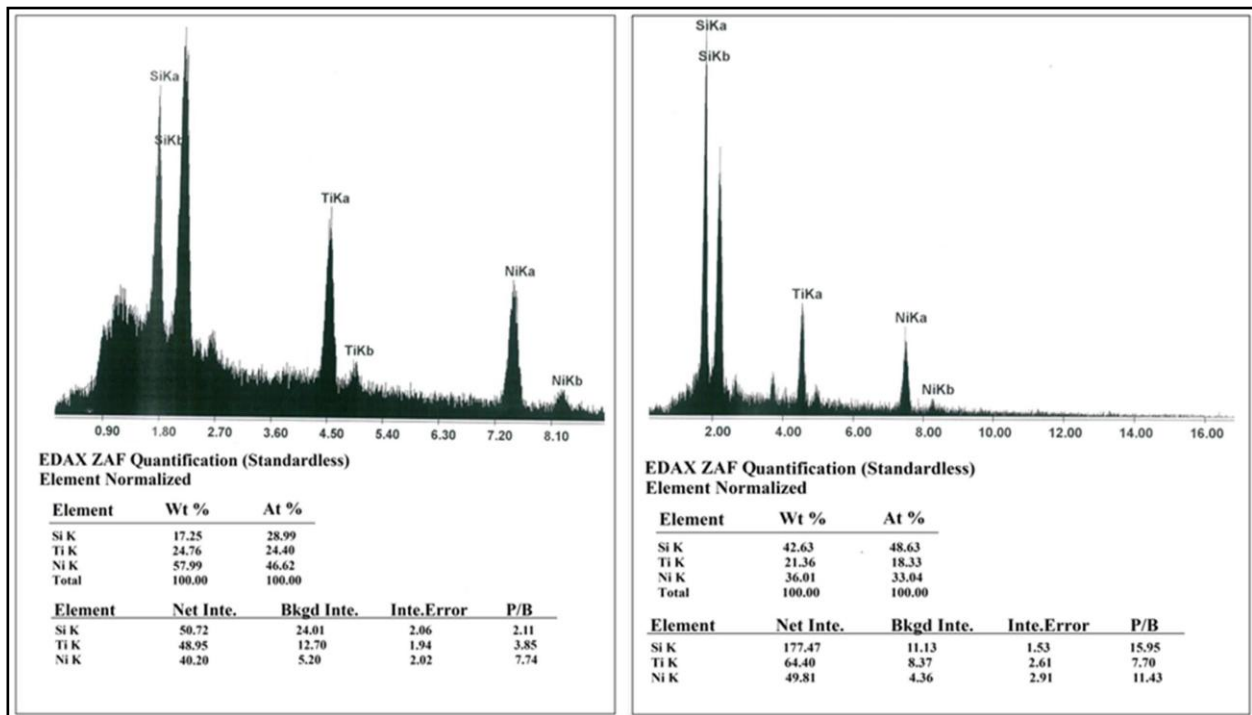 SiKa
SiKb
TiKa
TiKb
NiKa
NiKb
0.90 1.80 2.70 3.60 4.50 5.40 6.30 7.20 8.10
EDAX ZAF Quantification (Standardless)
Element Normalized
Element Wt % At %
Si K 17.25 28.99
Ti K 24.76 24.40
Ni K 57.99 46.62
Total 100.00 100.00
Element Net Inte. Bkgd Inte. Inte.Error P/B
Si K 50.72 24.01 2.06 2.11
Ti K 48.95 12.70 1.94 3.85
Ni K 40.20 5.20 2.02 7.74
SiKa
SiKb
TiKa
NiKa
NiKb
2.00 4.00 6.00 8.00 10.00 12.00 14.00 16.00
EDAX ZAF Quantification (Standardless)
Element Normalized
Element Wt % At %
Si K 42.63 48.63
Ti K 21.36 18.33
Ni K 36.01 33.04
Total 100.00 100.00
Element Net Inte. Bkgd Inte. Inte.Error P/B
Si K 177.47 11.13 1.53 15.95
Ti K 64.40 8.37 2.61 7.70
Ni K 49.81 4.36 2.91 11.43